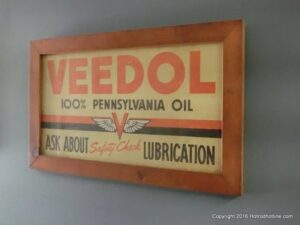 VEEDOL
100% PENNSYLVANIA OIL
V
ASK ABOUT Safety Check LUBRICATION
Copyright 2016 Hotrodhotline.com